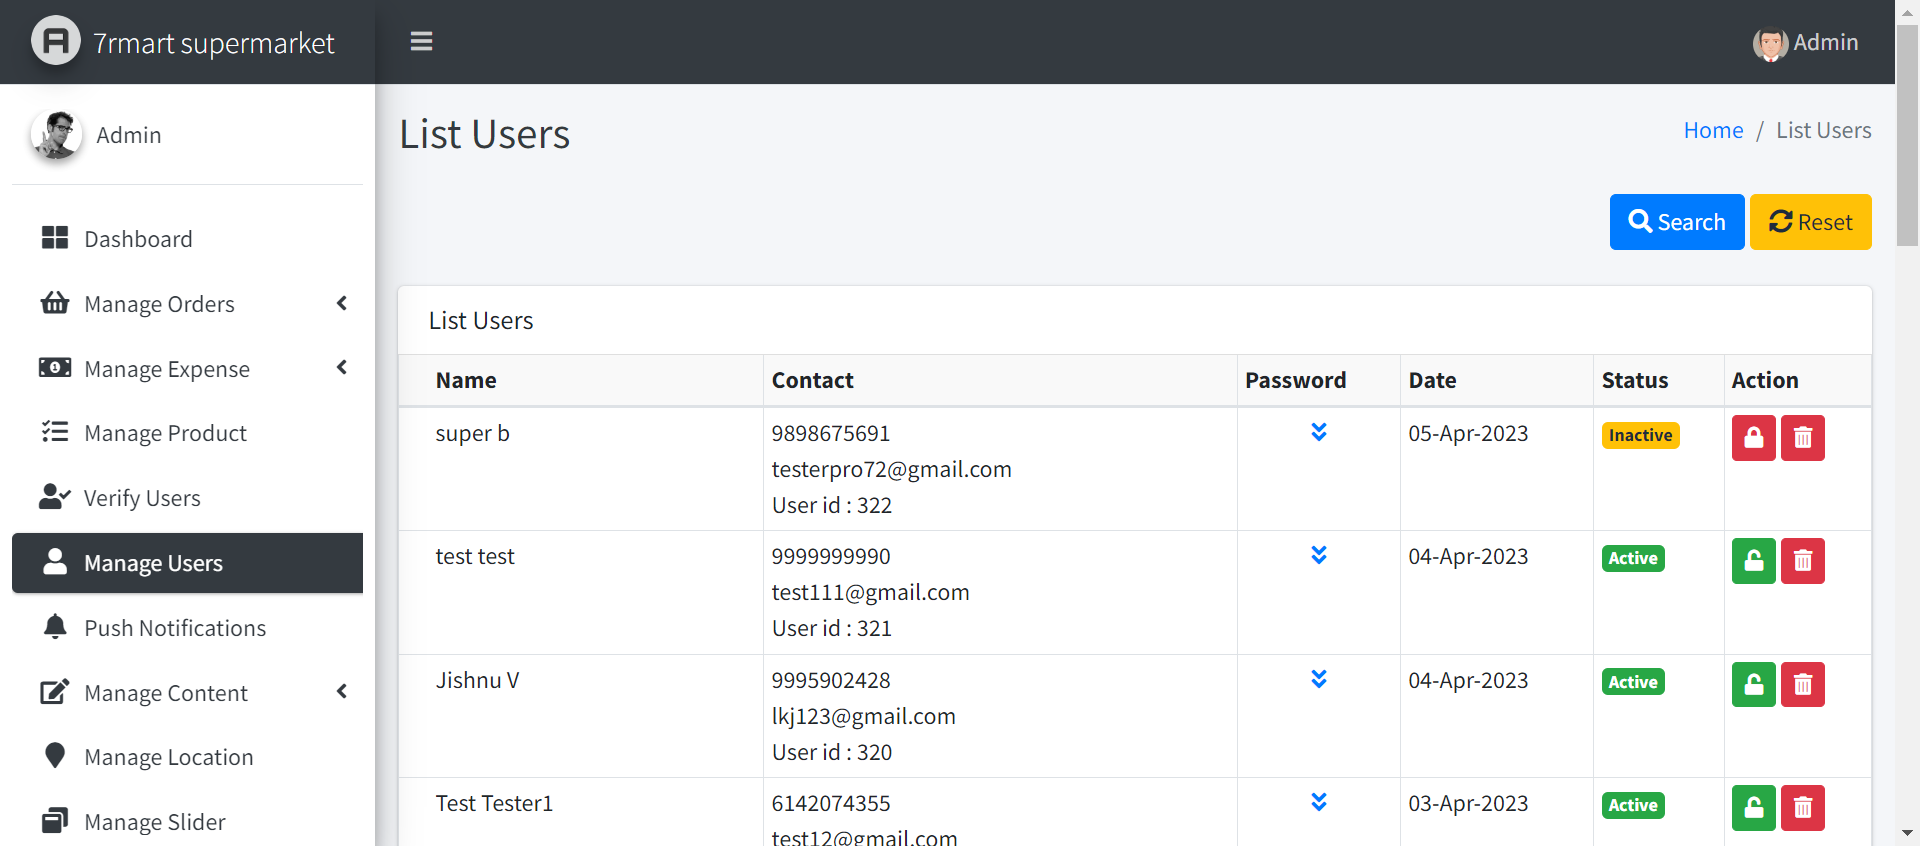 7rmart supermarket
Admin
Admin
List Users
Home / List Users
Search
Reset
Dashboard
Manage Orders
Manage Expense
Manage Product
Verify Users
Manage Users
Push Notifications
Manage Content
Manage Location
Manage Slider
List Users
Name Contact Password Date Status Action
super b 9898675691 05-Apr-2023 Inactive
testerpro72@gmail.com
User id : 322
test test 9999999990 04-Apr-2023 Active
test111@gmail.com
User id : 321
Jishnu V 9995902428 04-Apr-2023 Active
lkj123@gmail.com
User id : 320
Test Tester1 6142074355 03-Apr-2023 Active
test12@gmail.com